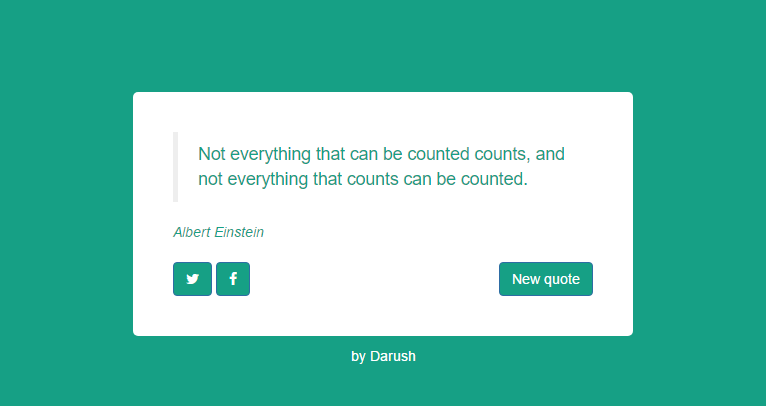 Not everything that can be counted counts, and
not everything that counts can be counted.
Albert Einstein
New quote
by Darush